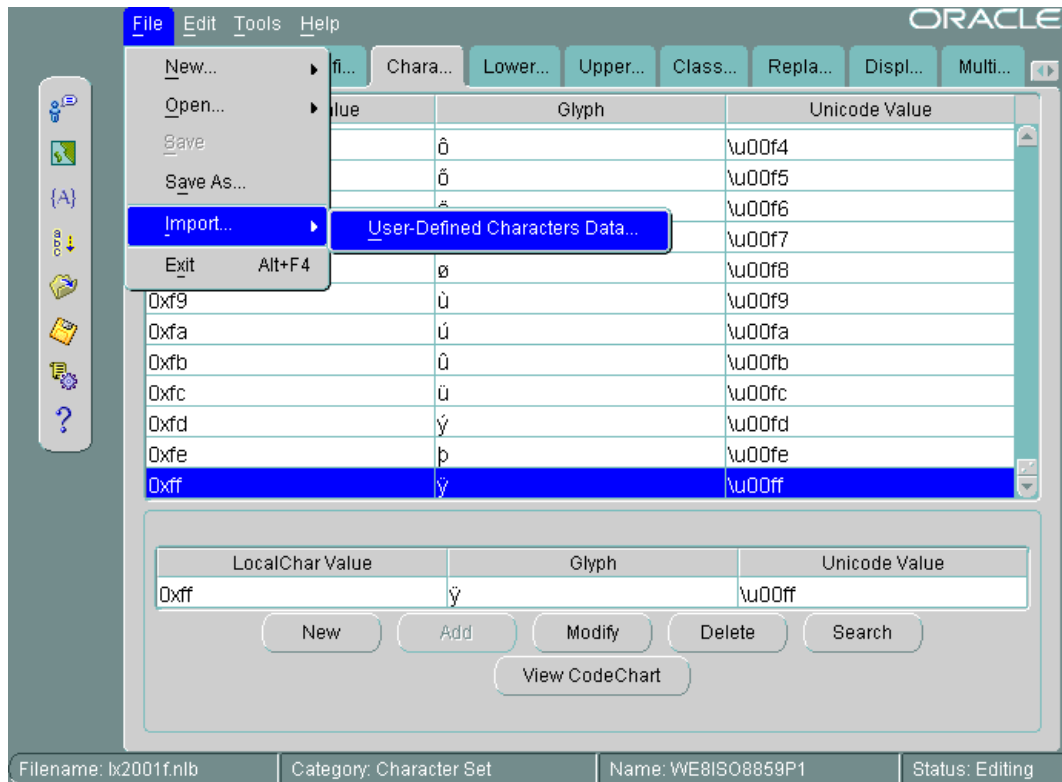 File Edit Tools Help ORACLE
New...
Open...
Save
Save As...
Import...
Exit Alt+F4
User-Defined Characters Data...
fi... Chara... Lower... Upper... Class... Repla... Displ... Multi...
Glyph Unicode Value
ô \u00f4
õ \u00f5
\u00f6
\u00f7
ø \u00f8
0xf9 ù \u00f9
0xfa ú \u00fa
0xfb û \u00fb
0xfc ü \u00fc
0xfd ý \u00fd
0xfe þ \u00fe
0xff ÿ \u00ff
LocalChar Value Glyph Unicode Value
0xff ÿ \u00ff
New Add Modify Delete Search
View CodeChart
{A}
a
b
c
?
Filename: lx2001f.nlb Category: Character Set Name: WE8ISO8859P1 Status: Editing